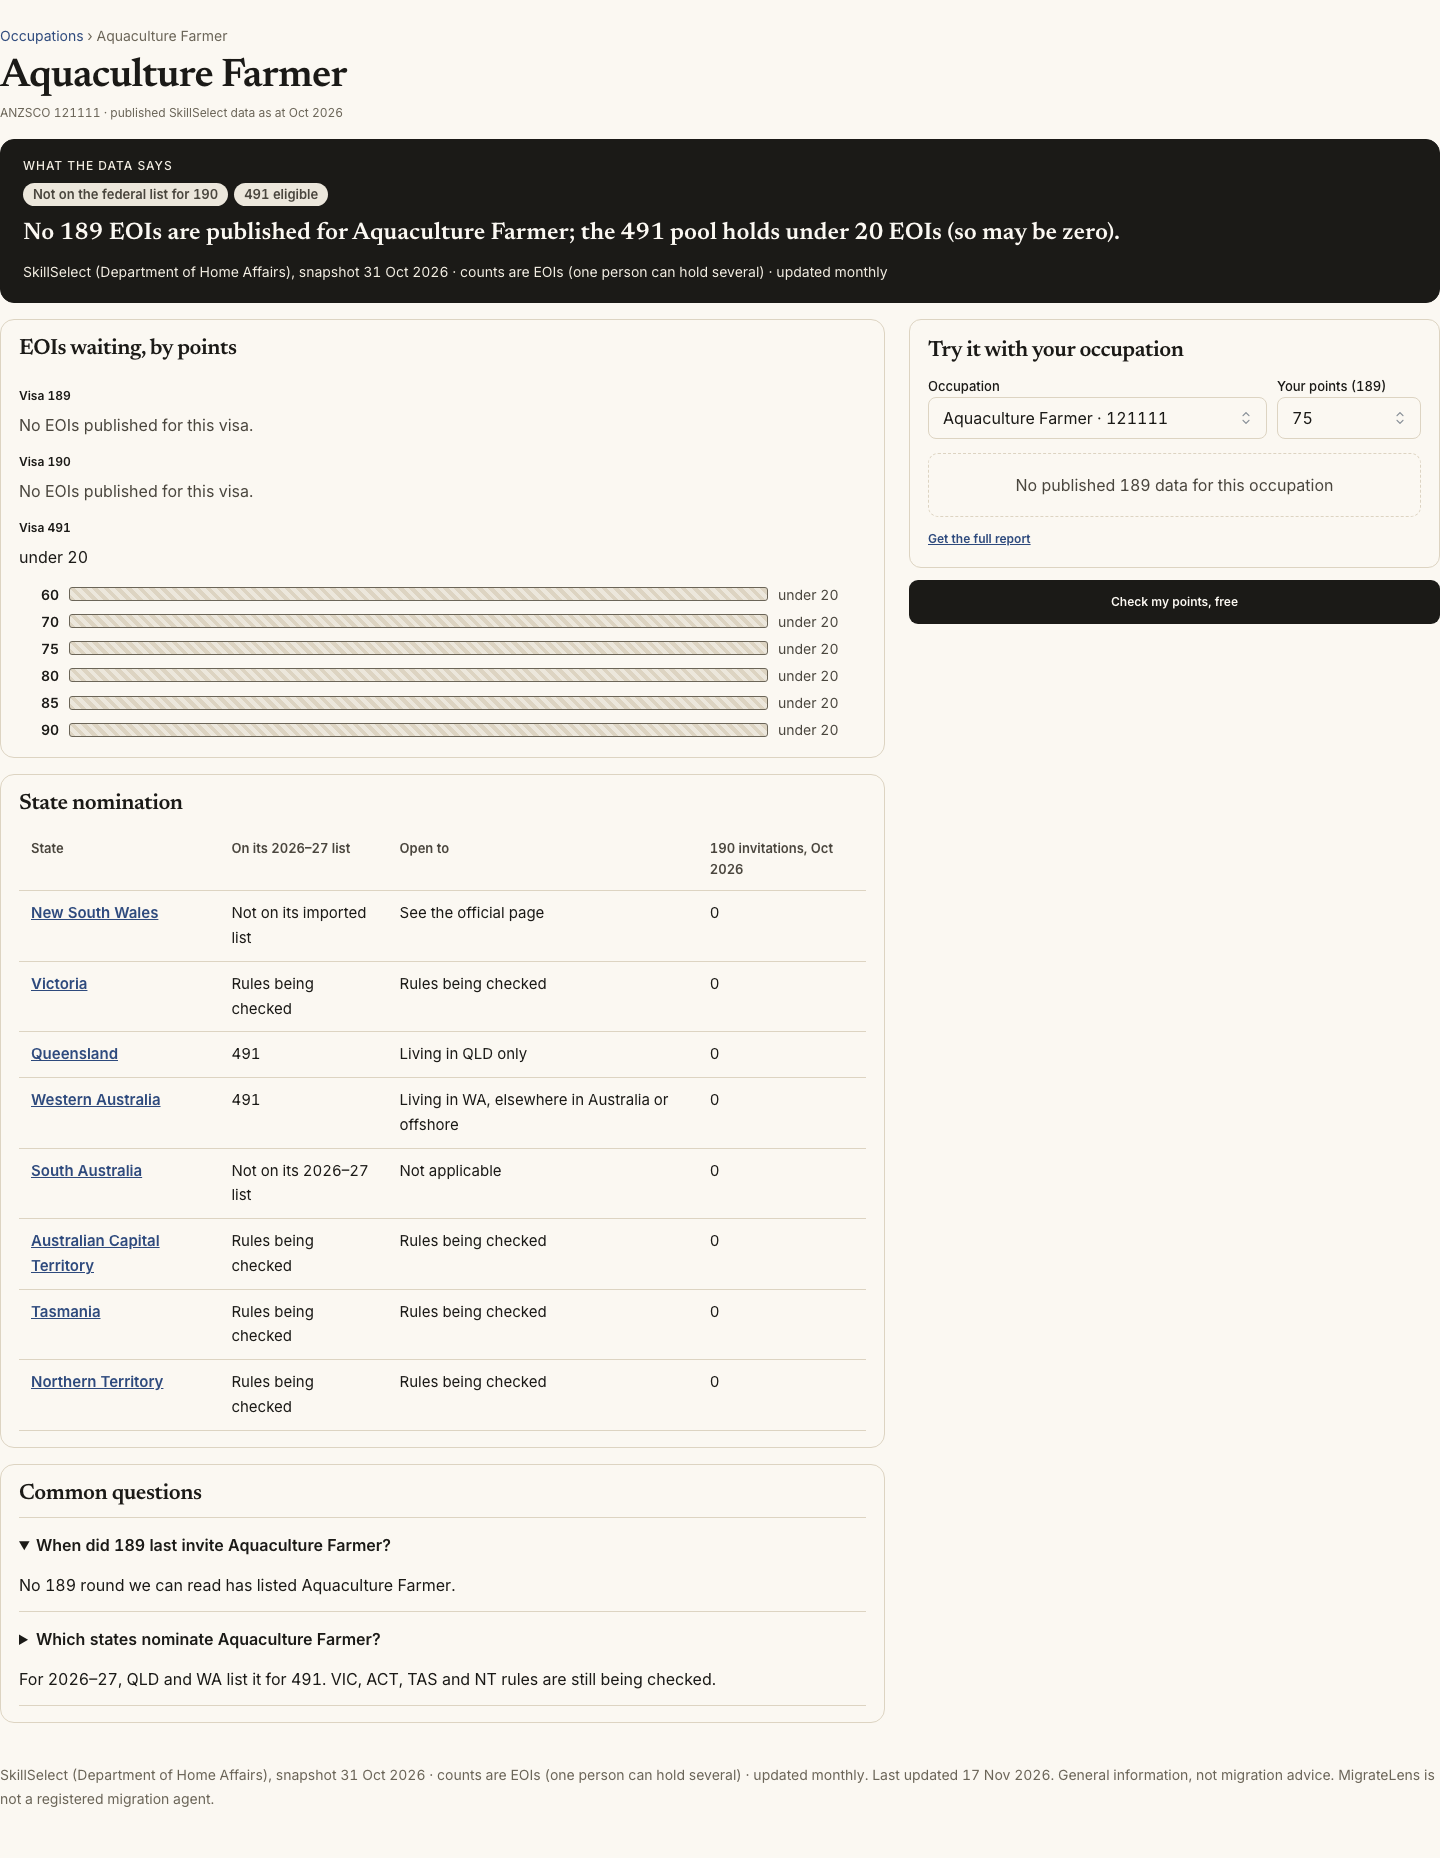 Occupations › Aquaculture Farmer
Aquaculture Farmer
ANZSCO 121111 · published SkillSelect data as at Oct 2026
WHAT THE DATA SAYS
Not on the federal list for 190
491 eligible
No 189 EOIs are published for Aquaculture Farmer; the 491 pool holds under 20 EOIs (so may be zero).
SkillSelect (Department of Home Affairs), snapshot 31 Oct 2026 · counts are EOIs (one person can hold several) · updated monthly
EOIs waiting, by points
Visa 189
No EOIs published for this visa.
Visa 190
No EOIs published for this visa.
Visa 491
under 20
60 under 20
70 under 20
75 under 20
80 under 20
85 under 20
90 under 20
Try it with your occupation
Occupation
Your points (189)
Aquaculture Farmer · 121111
75
No published 189 data for this occupation
Get the full report
Check my points, free
State nomination
State
On its 2026–27 list
Open to
190 invitations, Oct
2026
New South Wales
Not on its imported
list
See the official page
0
Victoria
Rules being
checked
Rules being checked
0
Queensland
491
Living in QLD only
0
Western Australia
491
Living in WA, elsewhere in Australia or
offshore
0
South Australia
Not on its 2026–27
list
Not applicable
0
Australian Capital
Territory
Rules being
checked
Rules being checked
0
Tasmania
Rules being
checked
Rules being checked
0
Northern Territory
Rules being
checked
Rules being checked
0
Common questions
When did 189 last invite Aquaculture Farmer?
No 189 round we can read has listed Aquaculture Farmer.
Which states nominate Aquaculture Farmer?
For 2026–27, QLD and WA list it for 491. VIC, ACT, TAS and NT rules are still being checked.
SkillSelect (Department of Home Affairs), snapshot 31 Oct 2026 · counts are EOIs (one person can hold several) · updated monthly. Last updated 17 Nov 2026. General information, not migration advice. MigrateLens is
not a registered migration agent.